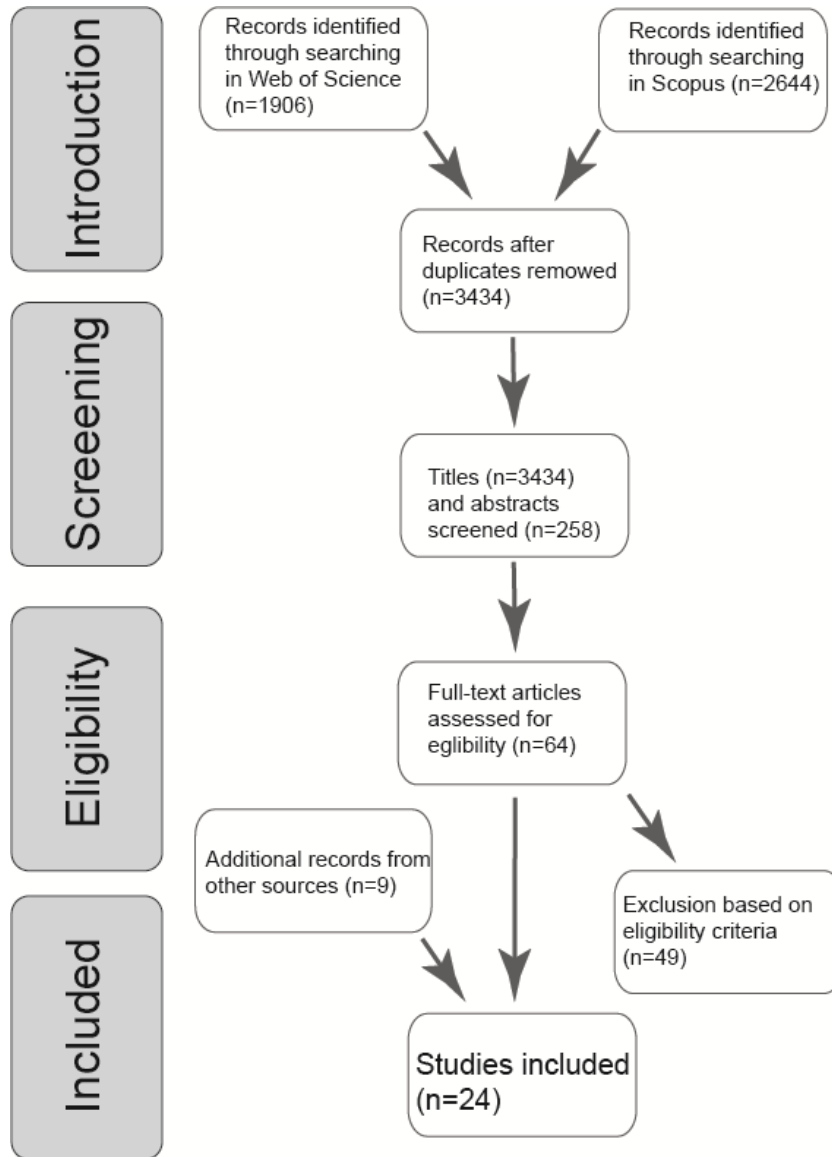 Introduction
Records identified
through searching
in Web of Science
(n=1906)
Records identified
through searching
in Scopus (n=2644)
Records after
duplicates remowed
(n=3434)
Screeening
Titles (n=3434)
and abstracts
screened (n=258)
Eligibility
Full-text articles
assessed for
eglibility (n=64)
Additional records from
other sources (n=9)
Exclusion based on
eligibility criteria
(n=49)
Included
Studies included
(n=24)